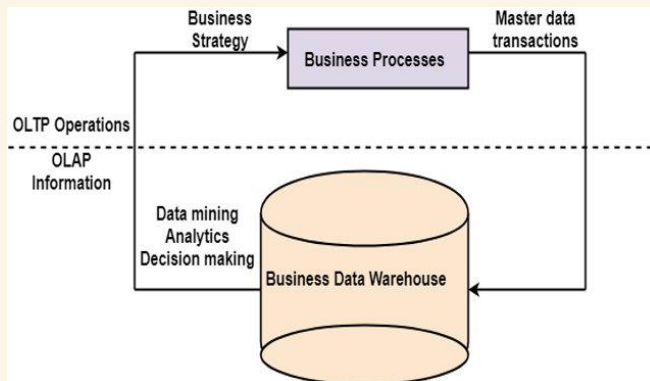 Business
Strategy
Master data
transactions
Business Processes
OLTP Operations
OLAP
Information
Data mining
Analytics
Decision making
Business Data Warehouse